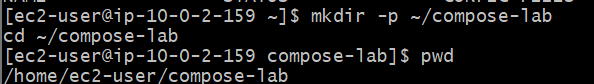 [ec2-user@ip-10-0-2-159 ~]$ mkdir -p ~/compose-lab
cd ~/compose-lab
[ec2-user@ip-10-0-2-159 compose-lab]$ pwd
/home/ec2-user/compose-lab